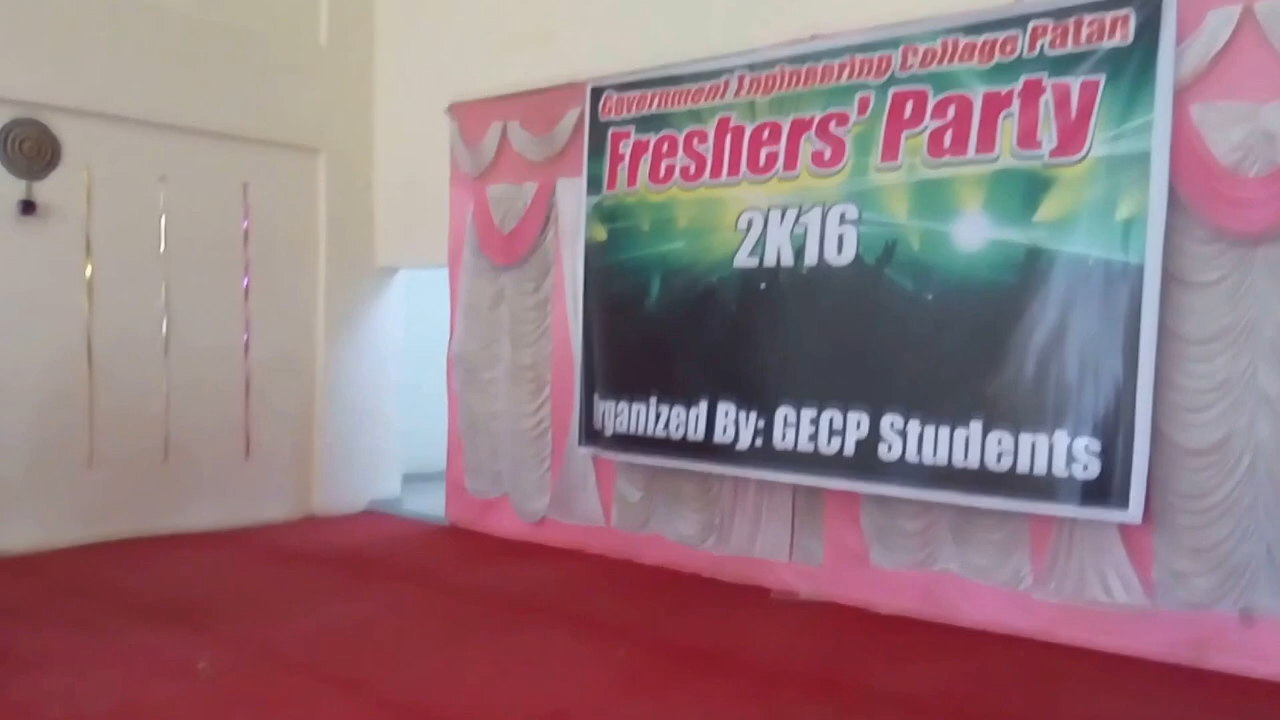 Government Engineering Collage Patan
Freshers' Party
2K16
Organized By: GECP Students